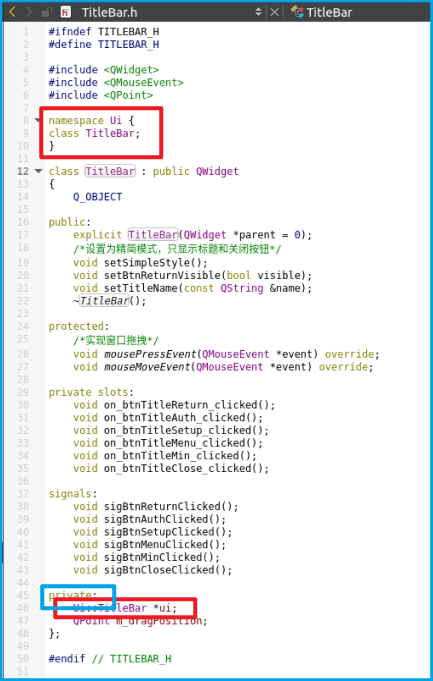 TitleBar.h TitleBar
1 #ifndef TITLEBAR_H
2 #define TITLEBAR_H
3
4 #include <QWidget>
5 #include <QMouseEvent>
6 #include <QPoint>
7
8 namespace Ui {
9 class TitleBar;
10 }
11
12 class TitleBar : public QWidget
13 {
14 Q_OBJECT
15
16 public:
17 explicit TitleBar(QWidget *parent = 0);
18 /*设置为精简模式，只显示标题和关闭按钮*/
19 void setSimpleStyle();
20 void setBtnReturnVisible(bool visible);
21 void setTitleName(const QString &name);
22 ~TitleBar();
23
24 protected:
25 /*实现窗口拖拽*/
26 void mousePressEvent(QMouseEvent *event) override;
27 void mouseMoveEvent(QMouseEvent *event) override;
28
29 private slots:
30 void on_btnTitleReturn_clicked();
31 void on_btnTitleAuth_clicked();
32 void on_btnTitleSetup_clicked();
33 void on_btnTitleMenu_clicked();
34 void on_btnTitleMin_clicked();
35 void on_btnTitleClose_clicked();
36
37 signals:
38 void sigBtnReturnClicked();
39 void sigBtnAuthClicked();
40 void sigBtnSetupClicked();
41 void sigBtnMenuClicked();
42 void sigBtnMinClicked();
43 void sigBtnCloseClicked();
44
45 private:
46 Ui::TitleBar *ui;
47 QPoint m_dragPosition;
48 };
49
50 #endif // TITLEBAR_H
51